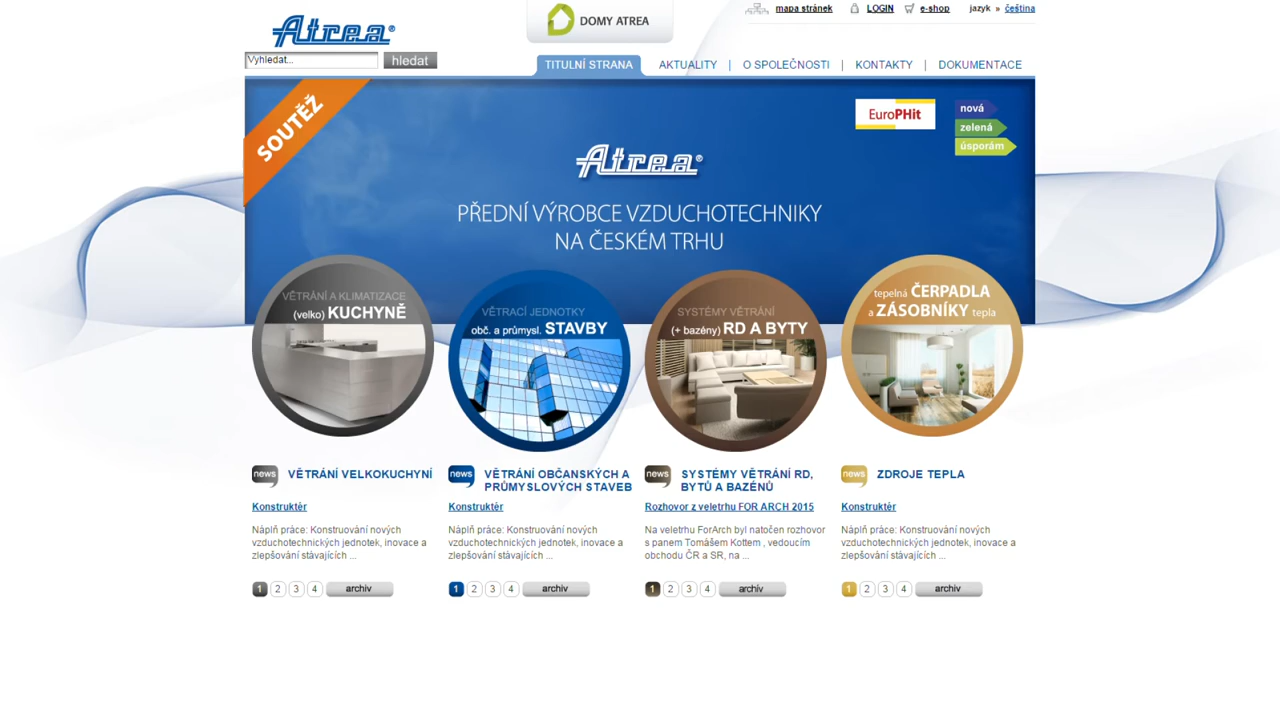 Atrea®
DOMY ATREA
mapa stránek
LOGIN
e-shop
jazyk » čeština
Vyhledat...
hledat
TITULNÍ STRANA
AKTUALITY | O SPOLEČNOSTI | KONTAKTY | DOKUMENTACE
SOUTĚŽ
EuroPHit
nová
zelená
úsporám
Atrea®
PŘEDNÍ VÝROBCE VZDUCHOTECHNIKY
NA ČESKÉM TRHU
VĚTRÁNÍ A KLIMATIZACE
(velko) KUCHYNĚ
VĚTRACÍ JEDNOTKY
obč. a průmysl. STAVBY
SYSTÉMY VĚTRÁNÍ
(+ bazény) RD A BYTY
tepelná ČERPADLA
a ZÁSOBNÍKY tepla
news
VĚTRÁNÍ VELKOKUCHYNÍ
Konstruktér
Náplň práce: Konstruování nových
vzduchotechnických jednotek, inovace a
zlepšování stávajících ...
1 2 3 4 archiv
news
VĚTRÁNÍ OBČANSKÝCH A
PRŮMYSLOVÝCH STAVEB
Konstruktér
Náplň práce: Konstruování nových
vzduchotechnických jednotek, inovace a
zlepšování stávajících ...
1 2 3 4 archiv
news
SYSTÉMY VĚTRÁNÍ RD,
BYTŮ A BAZÉNŮ
Rozhovor z veletrhu FOR ARCH 2015
Na veletrhu ForArch byl natočen rozhovor
s panem Tomášem Kottem , vedoucím
obchodu ČR a SR, na ...
1 2 3 4 archiv
news
ZDROJE TEPLA
Konstruktér
Náplň práce: Konstruování nových
vzduchotechnických jednotek, inovace a
zlepšování stávajících ...
1 2 3 4 archiv